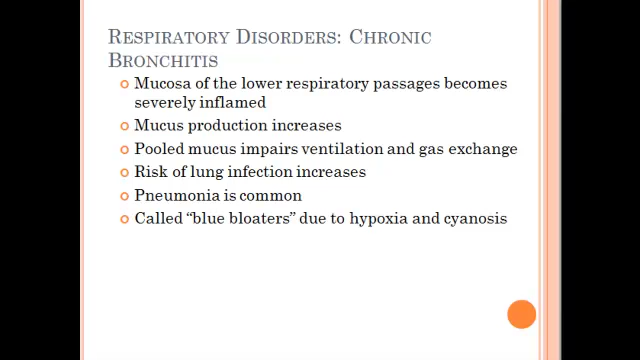 RESPIRATORY DISORDERS: CHRONIC
BRONCHITIS
Mucosa of the lower respiratory passages becomes
severely inflamed
Mucus production increases
Pooled mucus impairs ventilation and gas exchange
Risk of lung infection increases
Pneumonia is common
Called “blue bloaters” due to hypoxia and cyanosis